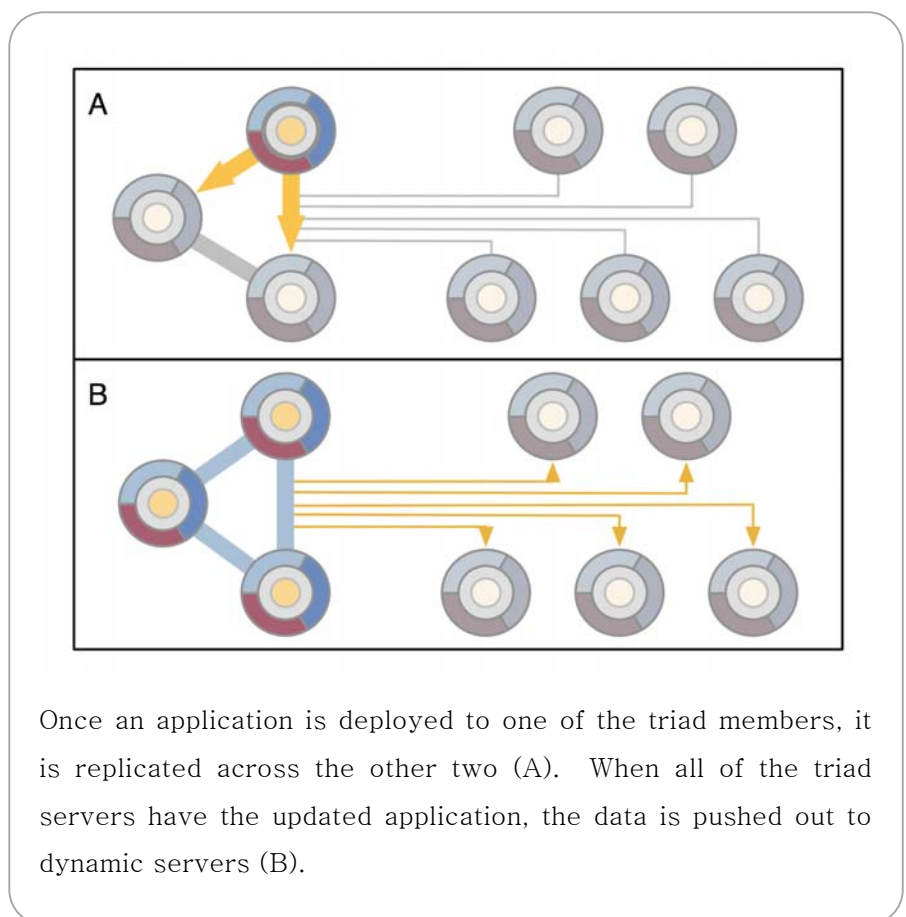 A
B
Once an application is deployed to one of the triad members, it
is replicated across the other two (A). When all of the triad
servers have the updated application, the data is pushed out to
dynamic servers (B).